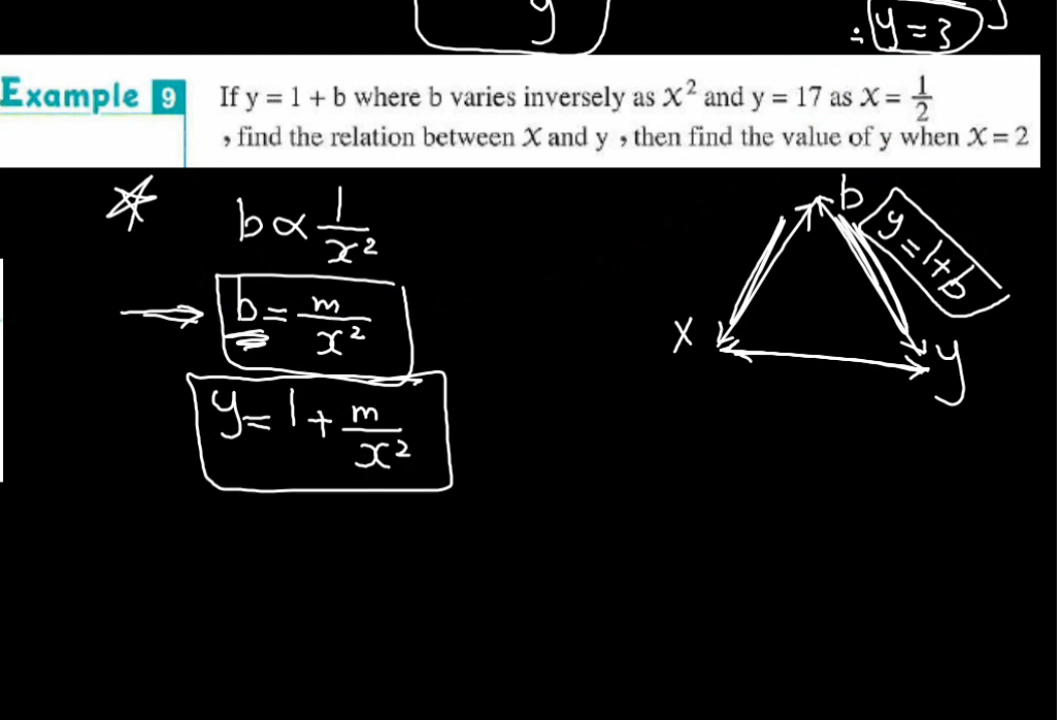 y
∴ y = 3
Example 9
If y = 1 + b where b varies inversely as X² and y = 17 as X = 1/2
, find the relation between X and y , then find the value of y when X = 2
b ∝ 1/x²
b = m/x²
y = 1 + m/x²
b
y = 1 + b
X
y